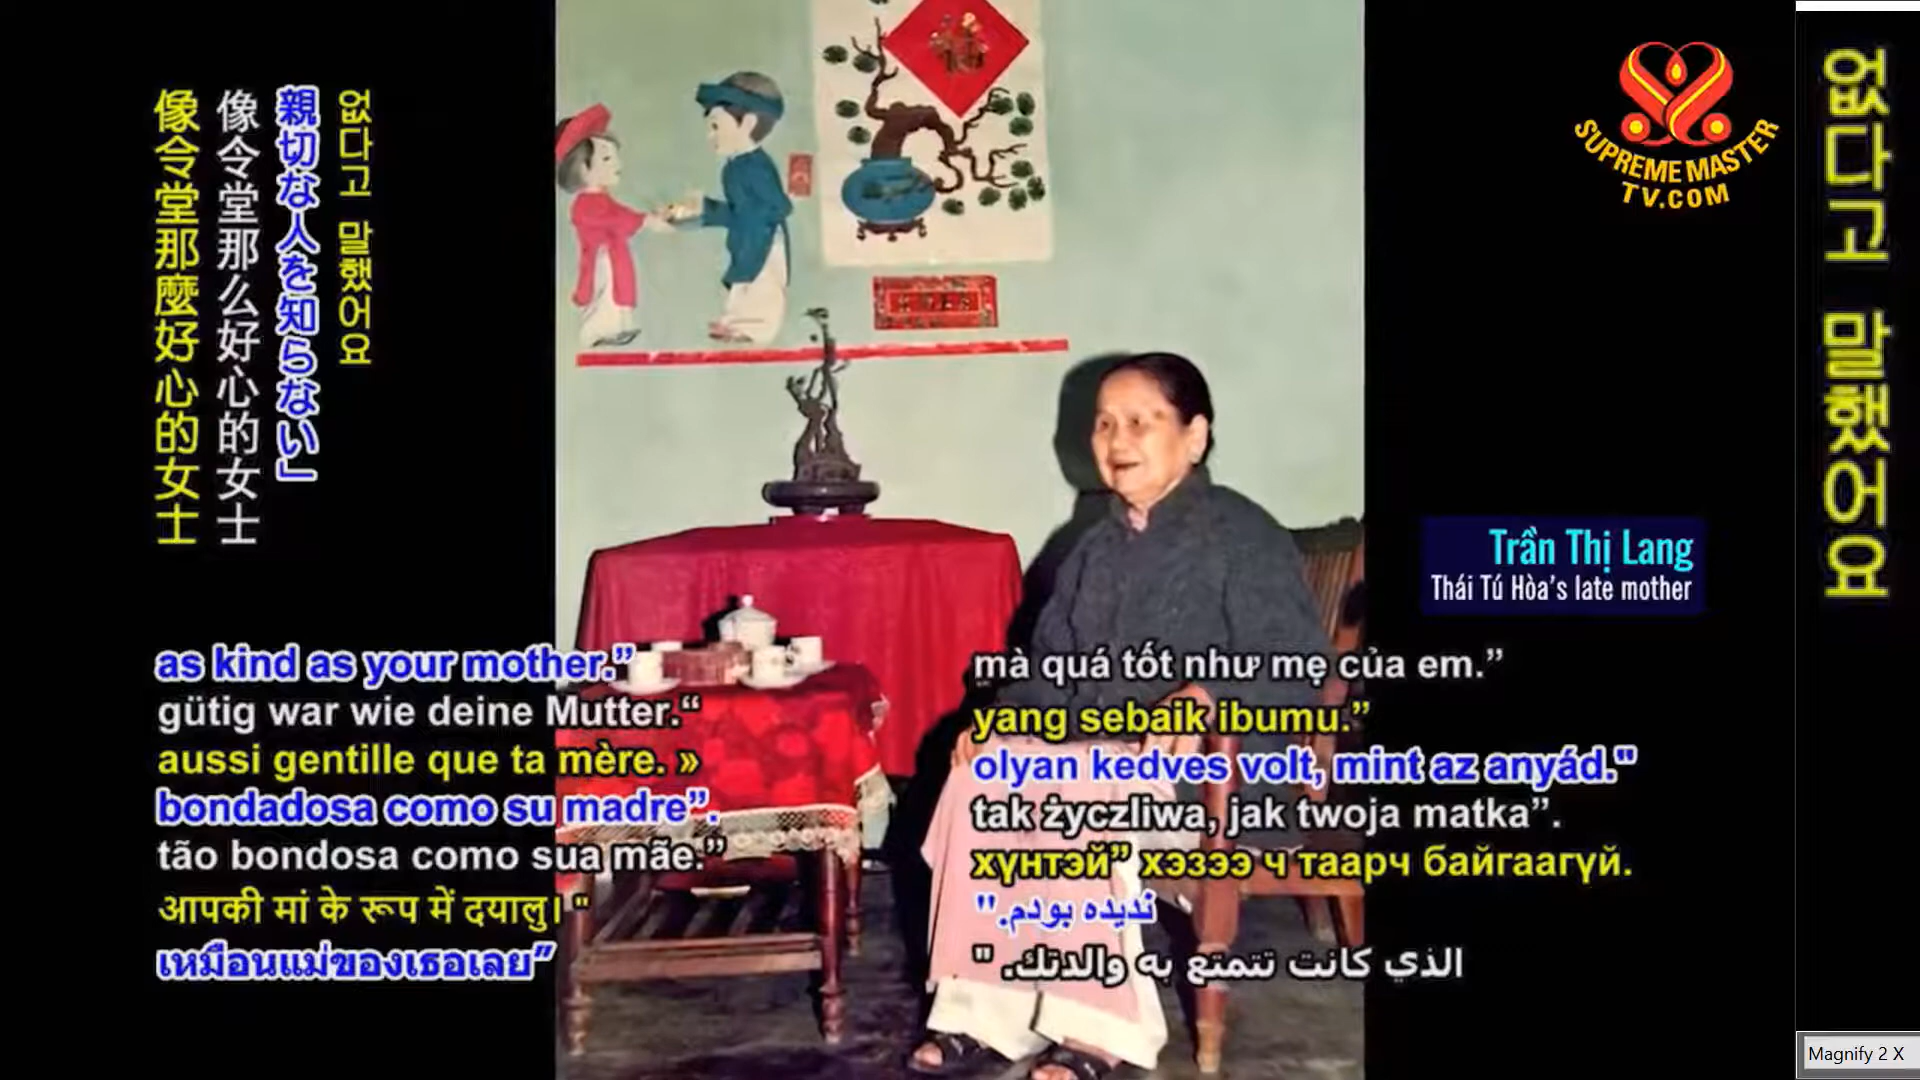 像令堂那麼好心的女士
像令堂那么好心的女士
親切な人を知らない」
없다고 말했어요
SUPREME MASTER
TV.COM
없다고 말했어요
Trần Thị Lang
Thái Tú Hòa's late mother
as kind as your mother.”
gütig war wie deine Mutter.“
aussi gentille que ta mère. »
bondadosa como su madre”.
tão bondosa como sua mãe.”
आपकी मां के रूप में दयालु। "
เหมือนแม่ของเธอเลย”
mà quá tốt như mẹ của em.”
yang sebaik ibumu.”
olyan kedves volt, mint az anyád."
tak życzliwa, jak twoja matka”.
хүнтэй” хэзээ ч таарч байгаагүй.
ندیده بودم."
الذي كانت تتمتع به والدتك. "
Magnify 2 X